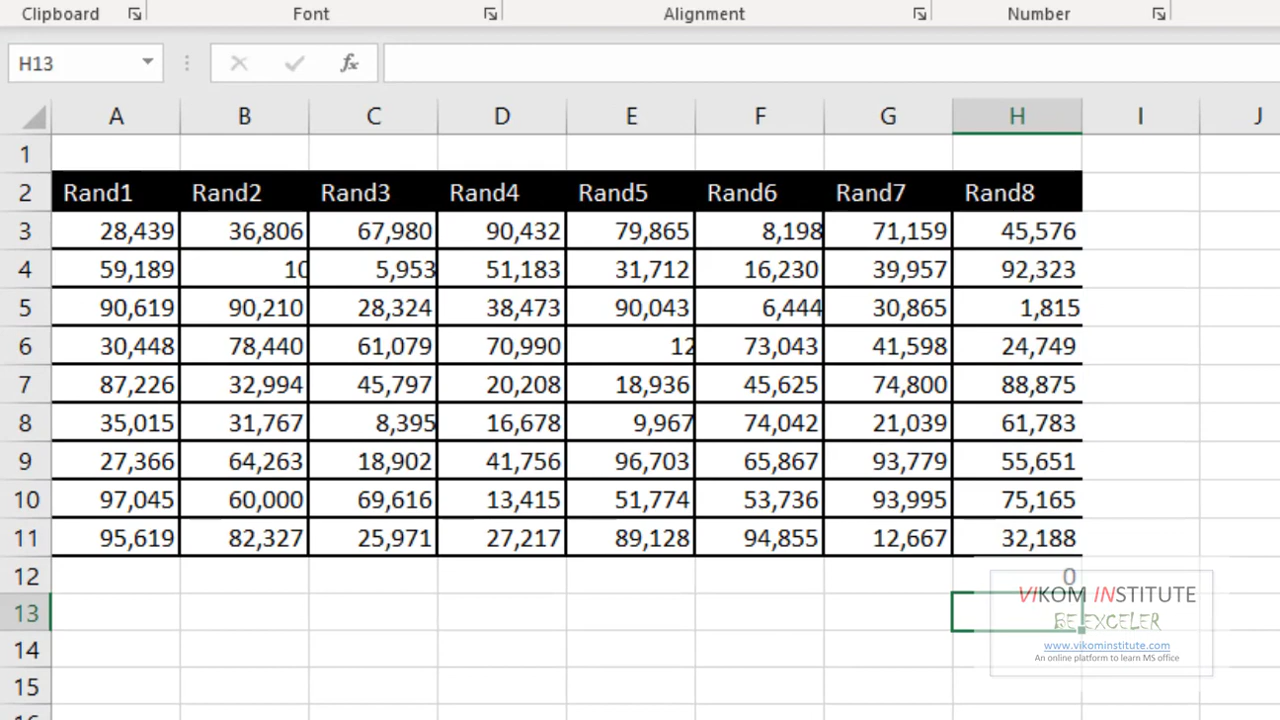 Clipboard Font Alignment Number
H13 fx
A B C D E F G H I J
1
2 Rand1 Rand2 Rand3 Rand4 Rand5 Rand6 Rand7 Rand8
3 28,439 36,806 67,980 90,432 79,865 8,198 71,159 45,576
4 59,189 10 5,953 51,183 31,712 16,230 39,957 92,323
5 90,619 90,210 28,324 38,473 90,043 6,444 30,865 1,815
6 30,448 78,440 61,079 70,990 12 73,043 41,598 24,749
7 87,226 32,994 45,797 20,208 18,936 45,625 74,800 88,875
8 35,015 31,767 8,395 16,678 9,967 74,042 21,039 61,783
9 27,366 64,263 18,902 41,756 96,703 65,867 93,779 55,651
10 97,045 60,000 69,616 13,415 51,774 53,736 93,995 75,165
11 95,619 82,327 25,971 27,217 89,128 94,855 12,667 32,188
12 0
VIKOM INSTITUTE
13 BE EXCELER
14 www.vikominstitute.com
An online platform to learn MS office
15